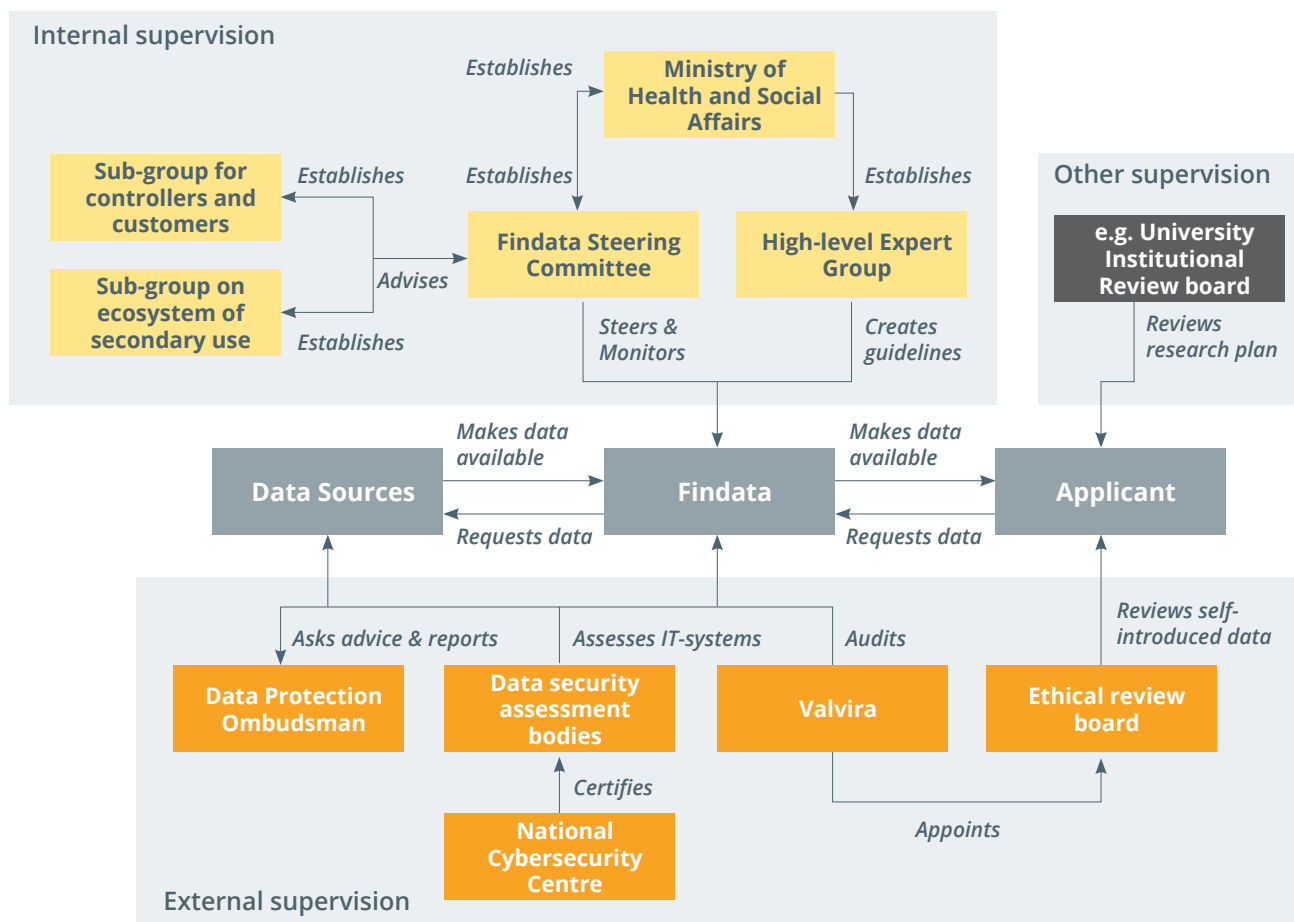 Internal supervision
Establishes
Ministry of
Health and Social
Affairs
Sub-group for
controllers and
customers
Establishes
Establishes
Establishes
Findata Steering
Committee
High-level Expert
Group
Advises
Sub-group on
ecosystem of
secondary use
Establishes
Steers &
Monitors
Creates
guidelines
Other supervision
e.g. University
Institutional
Review board
Reviews
research plan
Makes data
available
Makes data
available
Data Sources
Findata
Applicant
Requests data
Requests data
Asks advice & reports
Assesses IT-systems
Audits
Reviews self-
introduced data
Data Protection
Ombudsman
Data security
assessment
bodies
Valvira
Ethical review
board
Certifies
Appoints
National
Cybersecurity
Centre
External supervision